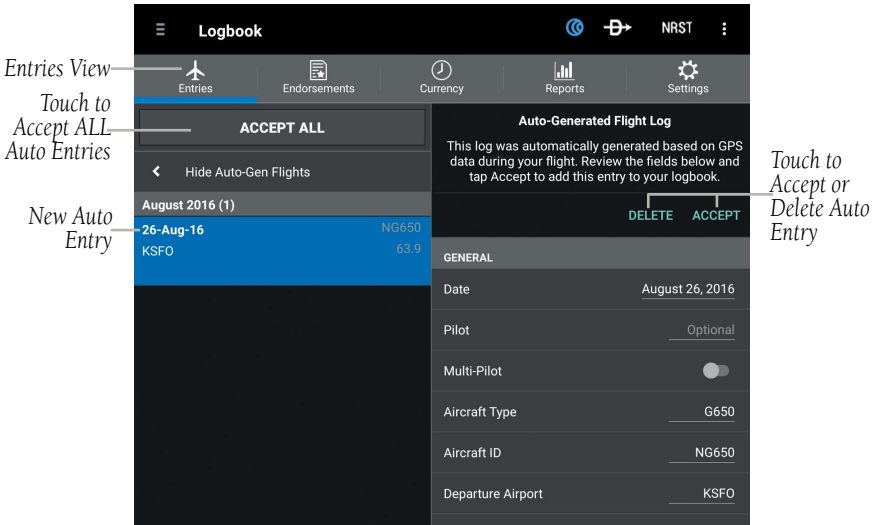 Logbook
NRST
Entries
Endorsements
Currency
Reports
Settings
Entries View
Touch to
Accept ALL
Auto Entries
ACCEPT ALL
Hide Auto-Gen Flights
August 2016 (1)
New Auto
Entry
26-Aug-16
NG650
KSFO
63.9
Auto-Generated Flight Log
This log was automatically generated based on GPS
data during your flight. Review the fields below and
tap Accept to add this entry to your logbook.
DELETE
ACCEPT
Touch to
Accept or
Delete Auto
Entry
GENERAL
Date August 26, 2016
Pilot Optional
Multi-Pilot
Aircraft Type G650
Aircraft ID NG650
Departure Airport KSFO